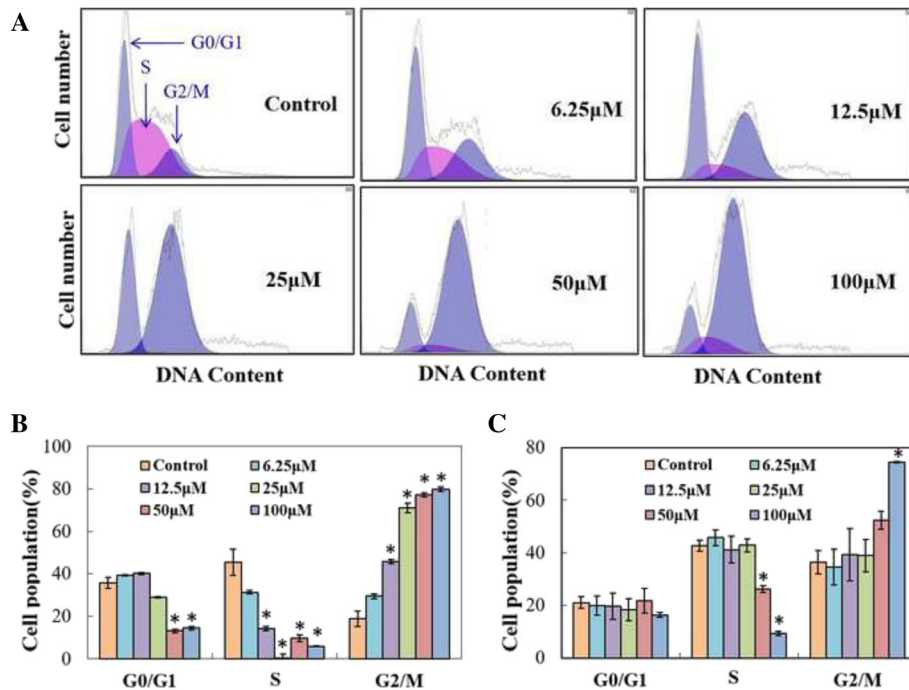 A
Cell number
G0/G1
S
G2/M
Control
6.25μM
12.5μM
Cell number
25μM
50μM
100μM
DNA Content
DNA Content
DNA Content
B
Cell population(%)
100
80
60
40
20
0
Control
6.25μM
12.5μM
25μM
50μM
100μM
* * * * * * * * * *
G0/G1
S
G2/M
C
Cell population(%)
80
60
40
20
0
Control
6.25μM
12.5μM
25μM
50μM
100μM
* * *
G0/G1
S
G2/M